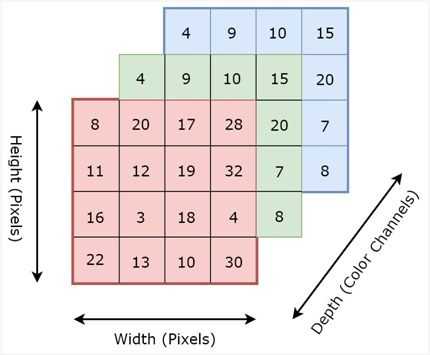 4 9 10 15
4 9 10 15 20
8 20 17 28 20 7
11 12 19 32 7 8
16 3 18 4 8
22 13 10 30
Height (Pixels)
Width (Pixels)
Depth (Color Channels)